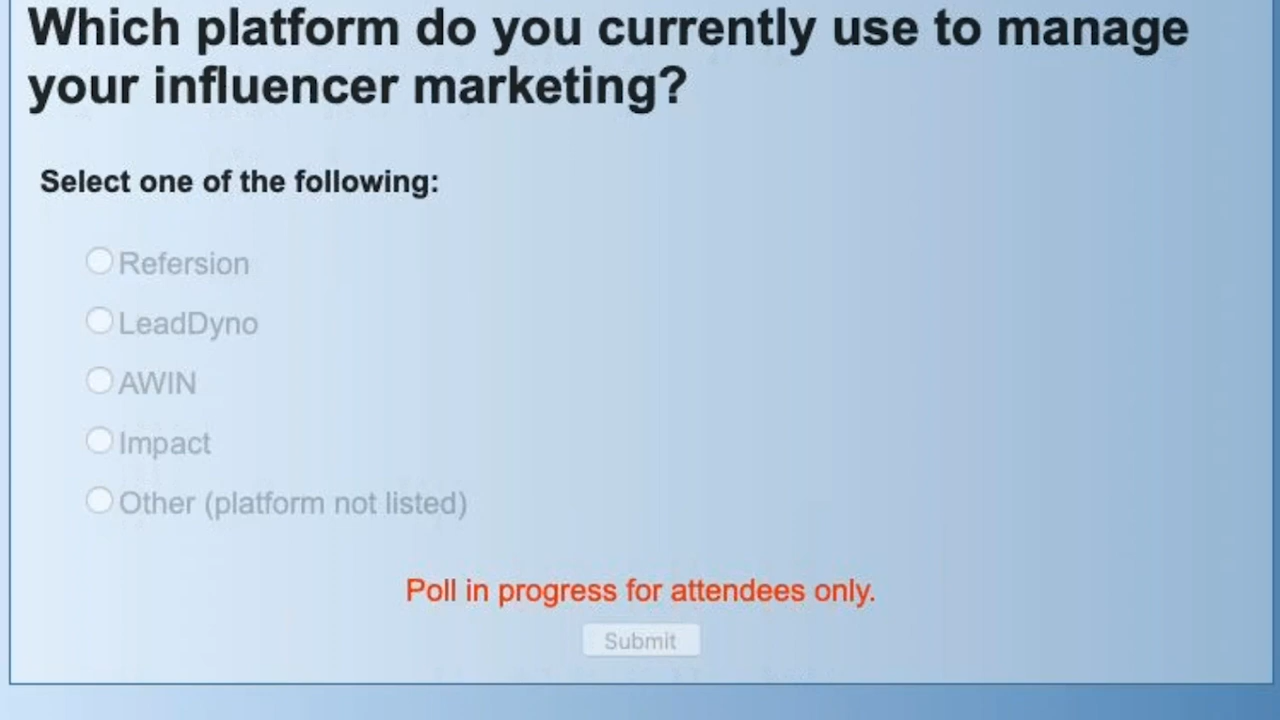 Which platform do you currently use to manage
your influencer marketing?
Select one of the following:
Refersion
LeadDyno
AWIN
Impact
Other (platform not listed)
Poll in progress for attendees only.
Submit